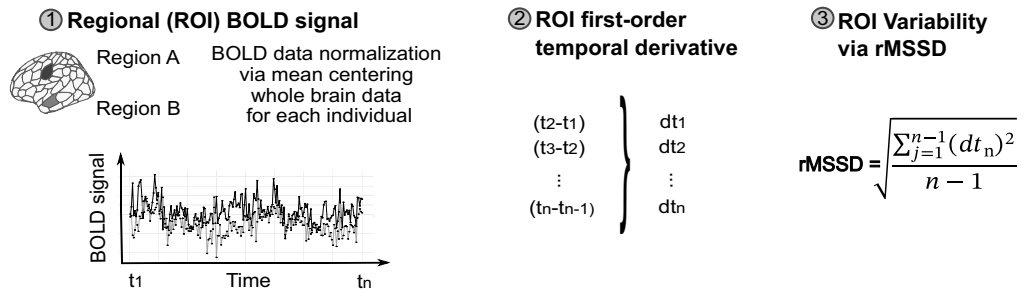 1 Regional (ROI) BOLD signal
Region A
Region B
BOLD data normalization
via mean centering
whole brain data
for each individual
BOLD signal
t1 Time tn
2 ROI first-order
temporal derivative
(t2-t1) dt1
(t3-t2) dt2
⋮ ⋮
(tn-tn-1) dtn
3 ROI Variability
via rMSSD
rMSSD = √(∑_{j=1}^{n−1}(dt_n)²/(n − 1))